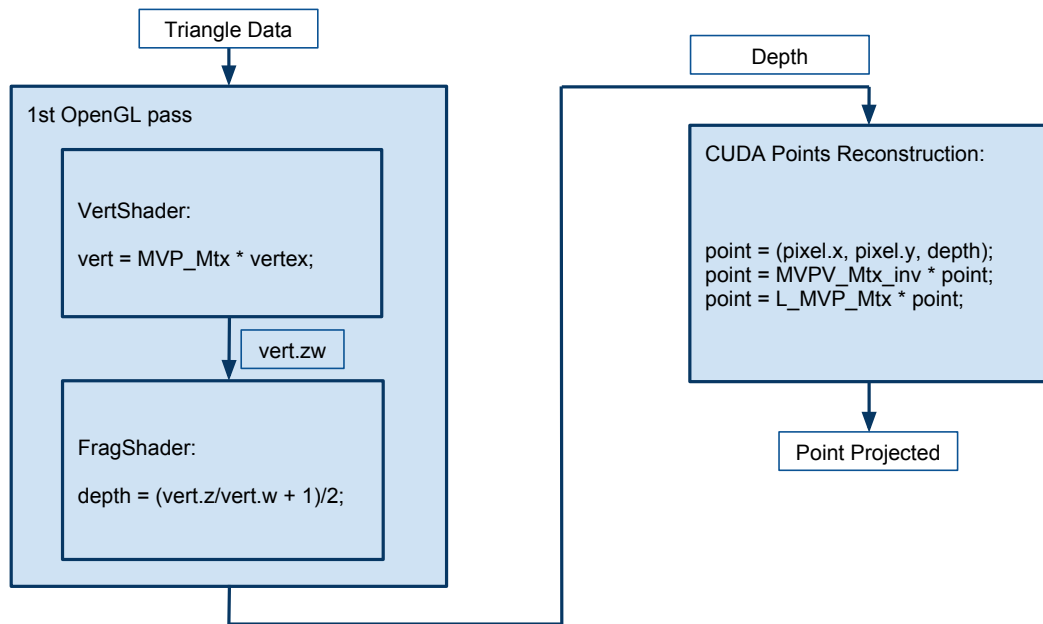 Triangle Data
1st OpenGL pass
VertShader:
vert = MVP_Mtx * vertex;
vert.zw
FragShader:
depth = (vert.z/vert.w + 1)/2;
Depth
CUDA Points Reconstruction:
point = (pixel.x, pixel.y, depth);
point = MVPV_Mtx_inv * point;
point = L_MVP_Mtx * point;
Point Projected